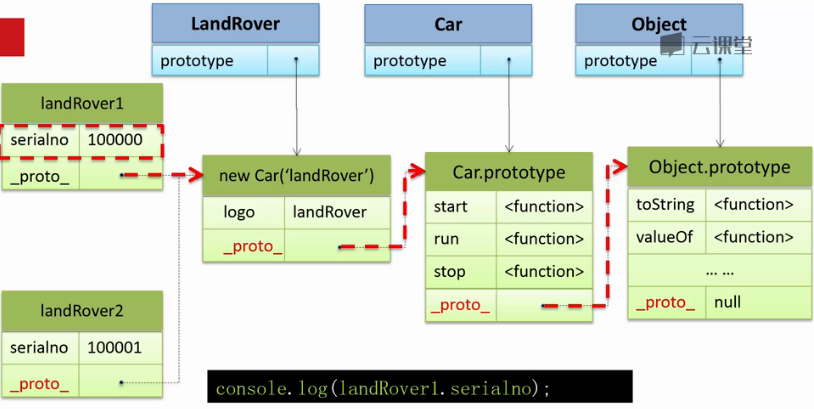 LandRover
prototype
Car
prototype
Object
prototype
云课堂
landRover1
serialno 100000
_proto_
new Car(‘landRover’)
logo landRover
_proto_
Car.prototype
start <function>
run <function>
stop <function>
_proto_
Object.prototype
toString <function>
valueOf <function>
... ...
_proto_ null
landRover2
serialno 100001
_proto_
console.log(landRover1.serialno);